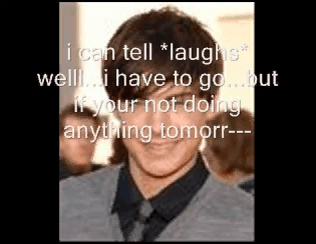 i can tell *laughs*
welll...i have to go...but
if your not doing
anything tomorr---